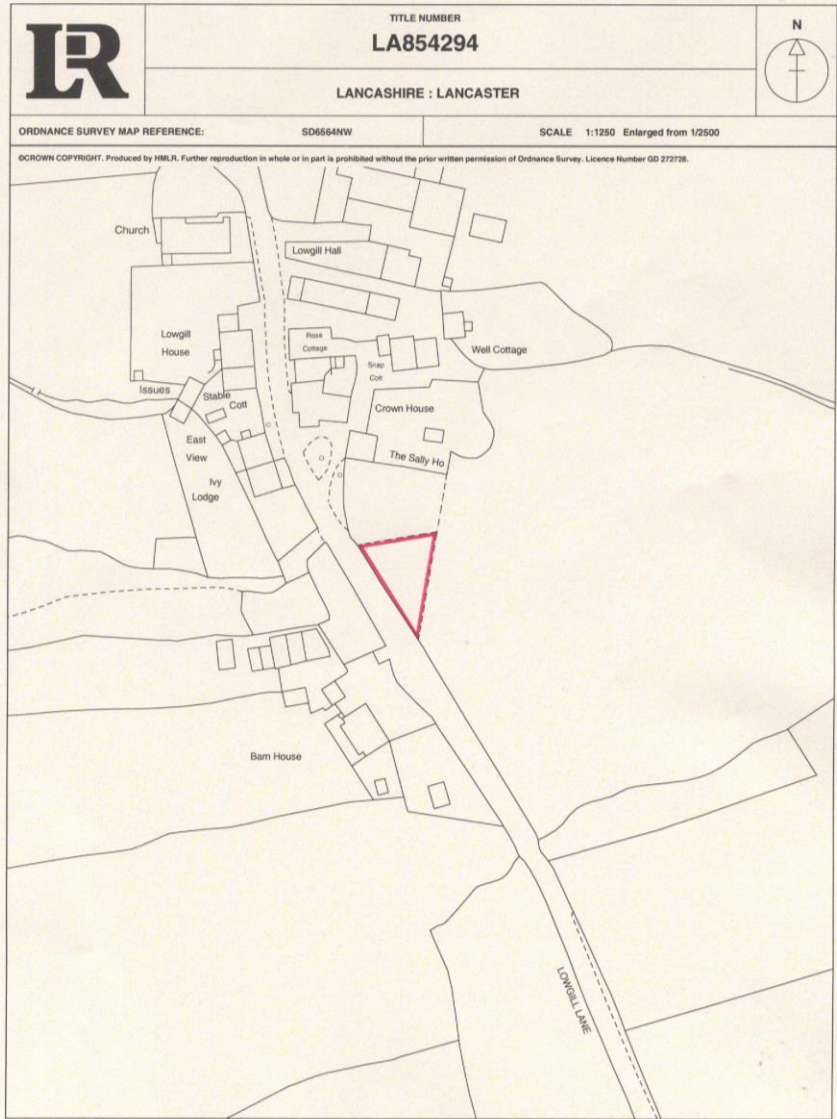 LR
TITLE NUMBER
LA854294
LANCASHIRE : LANCASTER
N
ORDNANCE SURVEY MAP REFERENCE: SD6564NW SCALE 1:1250 Enlarged from 1/2500
©CROWN COPYRIGHT. Produced by HMLR. Further reproduction in whole or in part is prohibited without the prior written permission of Ordnance Survey. Licence Number GD 272728.
Church
Lowgill Hall
Lowgill
House
Rose
Cottage
Well Cottage
Snap
Cott
Issues
Stable
Cott
Crown House
East
View
The Sally Ho
Ivy
Lodge
Barn House
LOWGILL LANE